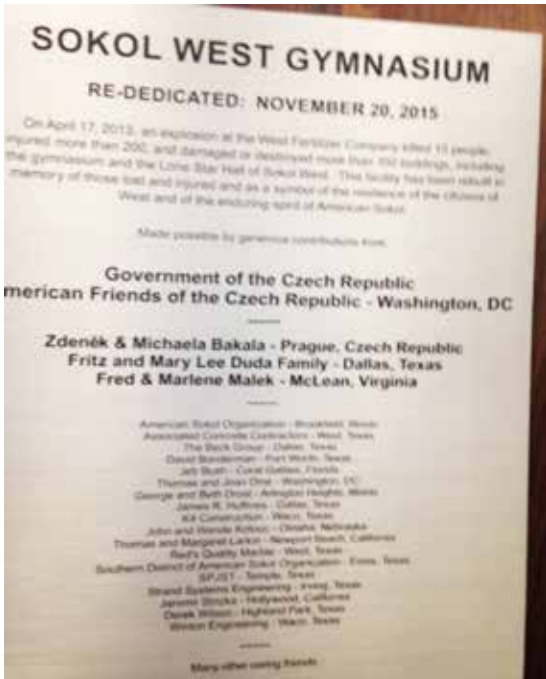 SOKOL WEST GYMNASIUM
RE-DEDICATED: NOVEMBER 20, 2015
On April 17, 2013, an explosion at the West Fertilizer Company killed 15 people,
injured more than 200, and damaged or destroyed more than 150 buildings, including
the gymnasium and the Lone Star Hall of Sokol West. This facility has been rebuilt in
memory of those lost and injured and as a symbol of the resilience of the citizens of
West and of the enduring spirit of American Sokol.
Made possible by generous contributions from:
Government of the Czech Republic
merican Friends of the Czech Republic - Washington, DC
Zdeněk & Michaela Bakala - Prague, Czech Republic
Fritz and Mary Lee Duda Family - Dallas, Texas
Fred & Marlene Malek - McLean, Virginia
American Sokol Organization - Brookfield, Illinois
Associated Concrete Contractors - West, Texas
The Beck Group - Dallas, Texas
David Bonderman - Fort Worth, Texas
Jeb Bush - Coral Gables, Florida
Thomas and Joan - Washington, DC
George and Beth Drost - Arlington Heights, Illinois
James R. Huffines - Dallas, Texas
Construction - Waco, Texas
John and Wende Kotouc - Omaha, Nebraska
Thomas and Margaret Larkin - Newport Beach, California
Red's Quality Marble - West, Texas
Southern District of American Sokol Organization - Ennis, Texas
SPJST - Temple, Texas
Strand Systems Engineering - Irving, Texas
- Hollywood, California
Derek Wilson - Highland Park, Texas
Winton Engineering - Waco, Texas
Many other caring friends